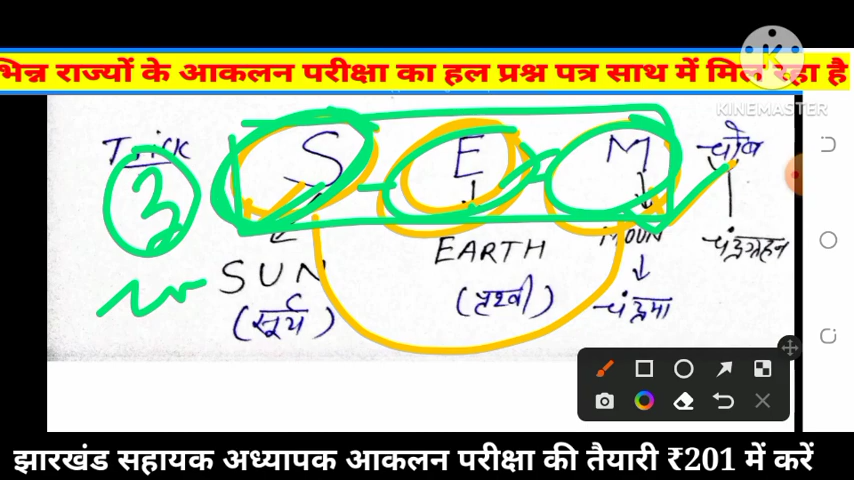 भिन्न राज्यों के आकलन परीक्षा का हल प्रश्न पत्र साथ में मिल रहा है
KINEMASTER
Trick S E M
3
MOON चंद्रग्रहन
SUN EARTH
(सूर्य) (पृथ्वी) चंद्रमा
झारखंड सहायक अध्यापक आकलन परीक्षा की तैयारी ₹201 में करें